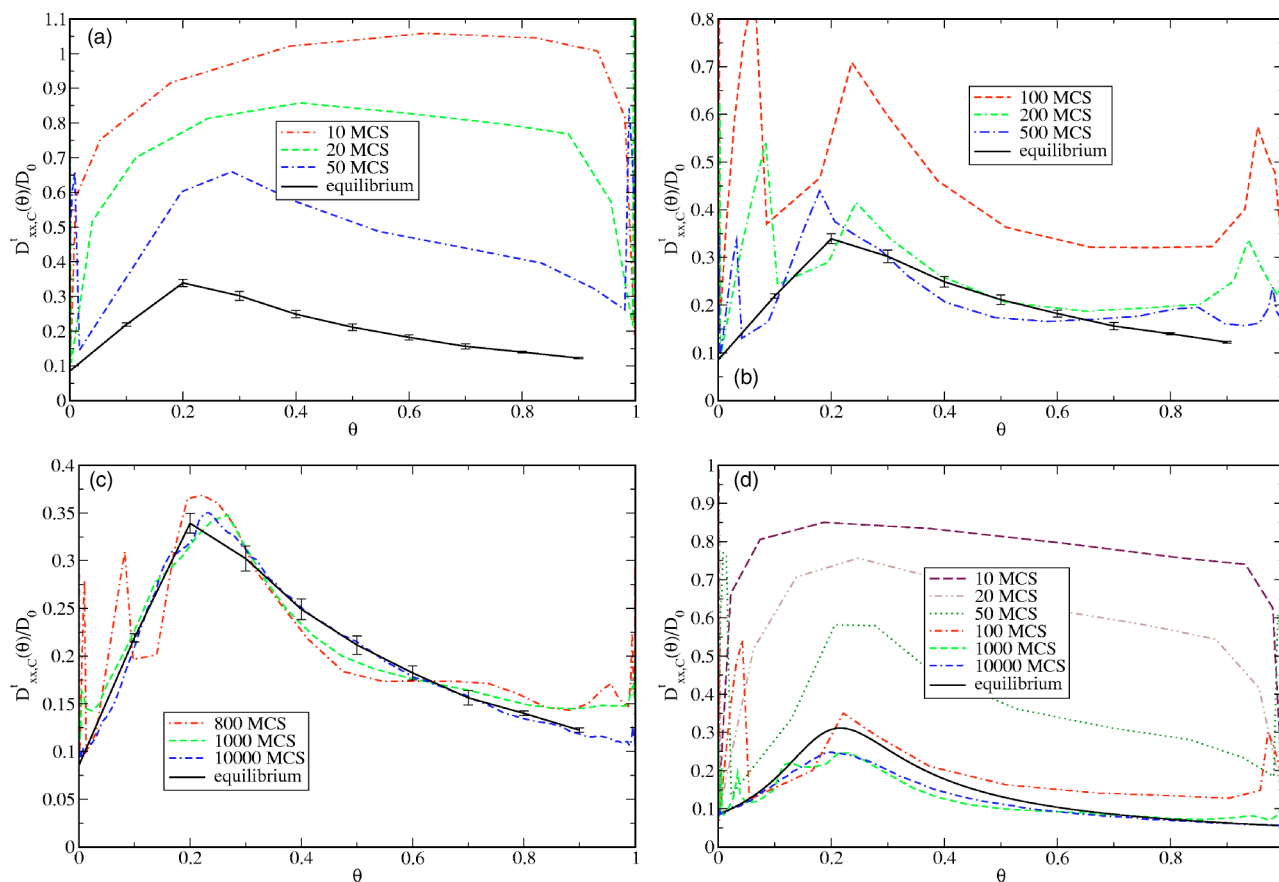 (a)
1.1
1
0.9
0.8
0.7
0.6
0.5
0.4
0.3
0.2
0.1
0
D^t_xx,C(θ)/D_0
10 MCS
20 MCS
50 MCS
equilibrium
0 0.2 0.4 0.6 0.8 1
θ
(b)
0.8
0.7
0.6
0.5
0.4
0.3
0.2
0.1
0
D^t_xx,C(θ)/D_0
100 MCS
200 MCS
500 MCS
equilibrium
0 0.2 0.4 0.6 0.8
θ
(c)
0.4
0.35
0.3
0.25
0.2
0.15
0.1
0.05
0
D^t_xx,C(θ)/D_0
800 MCS
1000 MCS
10000 MCS
equilibrium
0 0.2 0.4 0.6 0.8 1
θ
(d)
1
0.9
0.8
0.7
0.6
0.5
0.4
0.3
0.2
0.1
0
D^t_xx,C(θ)/D_0
10 MCS
20 MCS
50 MCS
100 MCS
1000 MCS
10000 MCS
equilibrium
0 0.2 0.4 0.6 0.8
θ